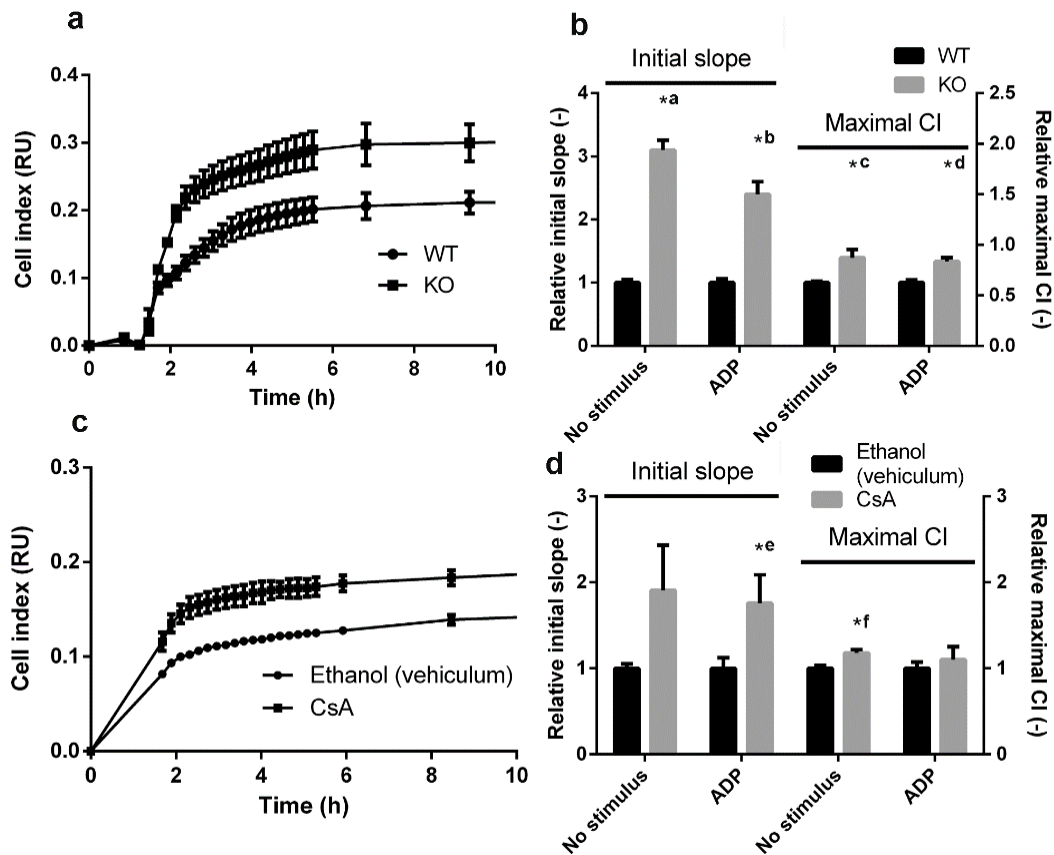 a
0.4
0.3
0.2
0.1
0.0
Cell index (RU)
WT
KO
0 2 4 6 8 10
Time (h)
b
Initial slope
WT
KO
Maximal CI
4
3
2
1
0
Relative initial slope (-)
*a
*b
*c
*d
2.5
2.0
1.5
1.0
0.5
0.0
Relative maximal CI (-)
No stimulus
ADP
No stimulus
ADP
c
0.3
0.2
0.1
0.0
Cell index (RU)
Ethanol (vehiculum)
CsA
0 2 4 6 8 10
Time (h)
d
Initial slope
Ethanol
(vehiculum)
CsA
Maximal CI
3
2
1
0
Relative initial slope (-)
*e
*f
3
2
1
0
Relative maximal CI (-)
No stimulus
ADP
No stimulus
ADP